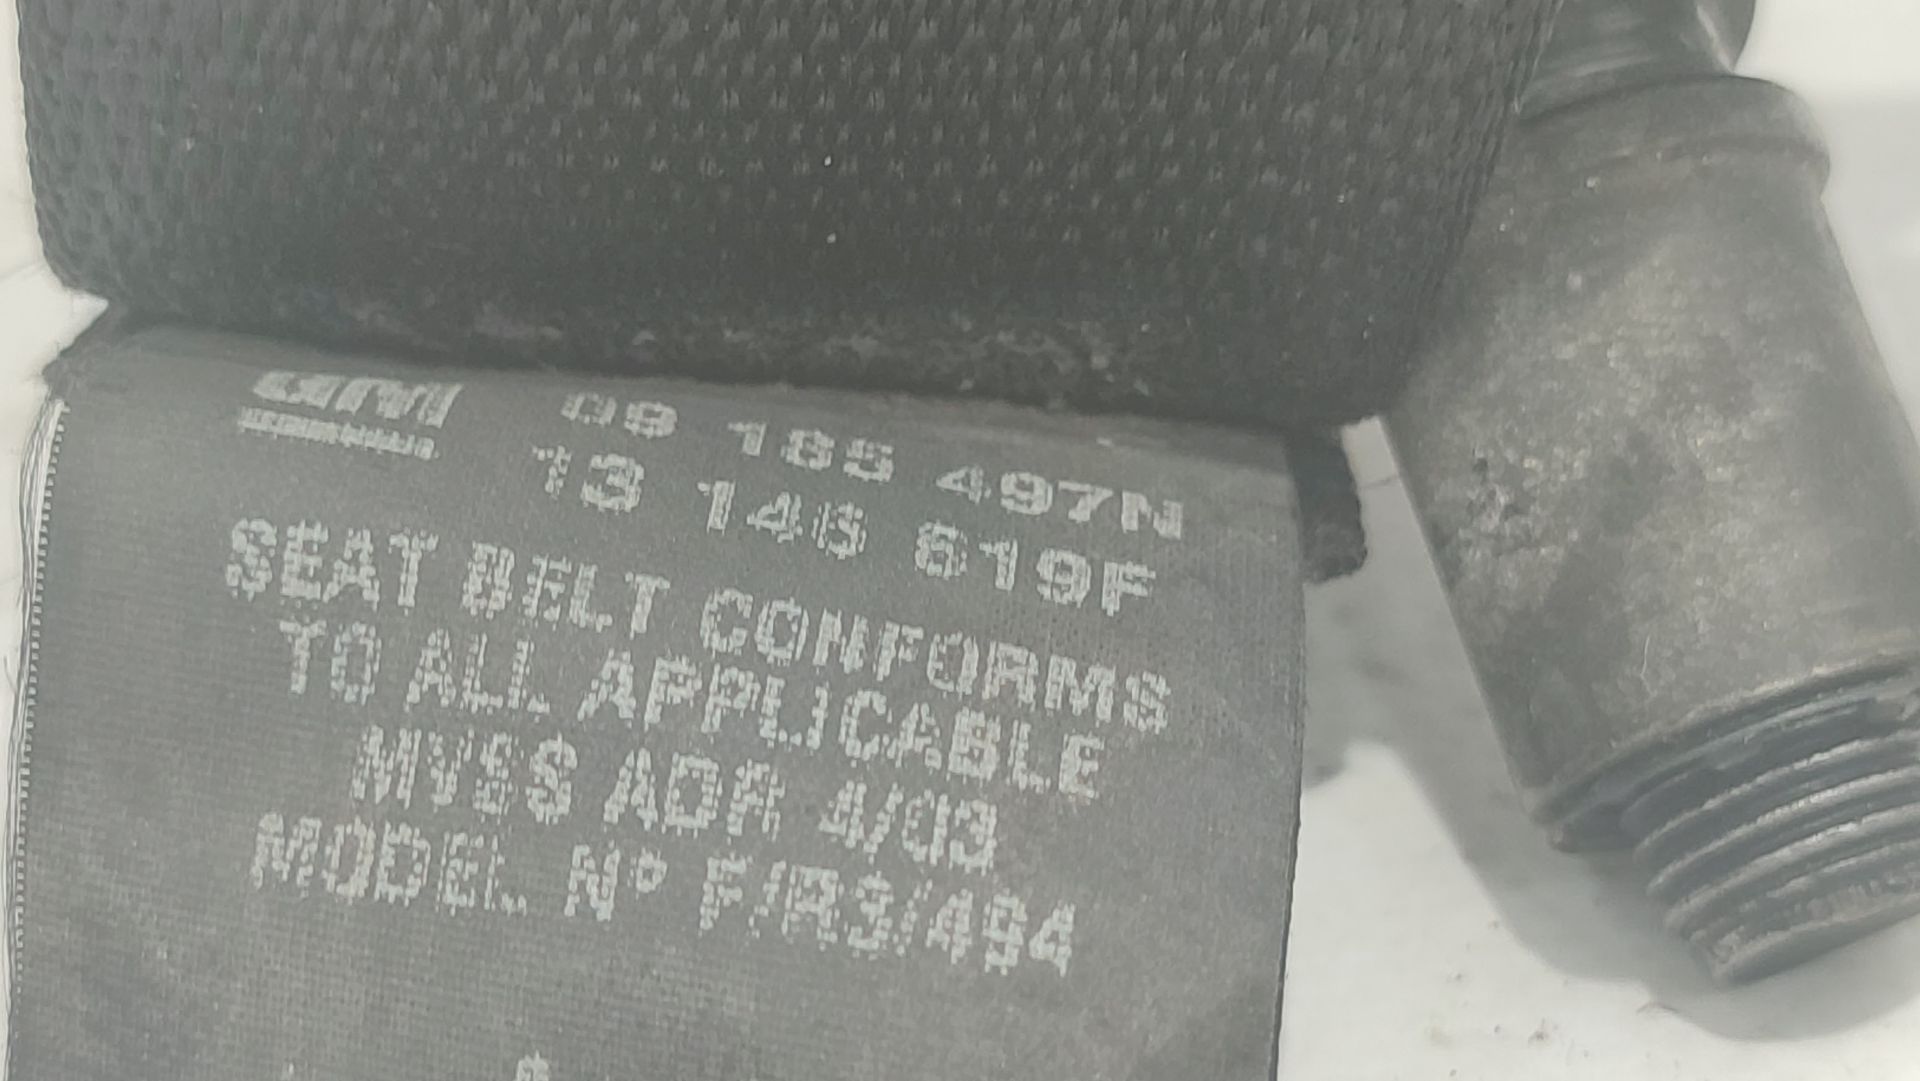 GM 09 185 497N
13 146 619F
SEAT BELT CONFORMS
TO ALL APPLICABLE
MVSS ADR 4/03
MODEL Nº F/R3/494